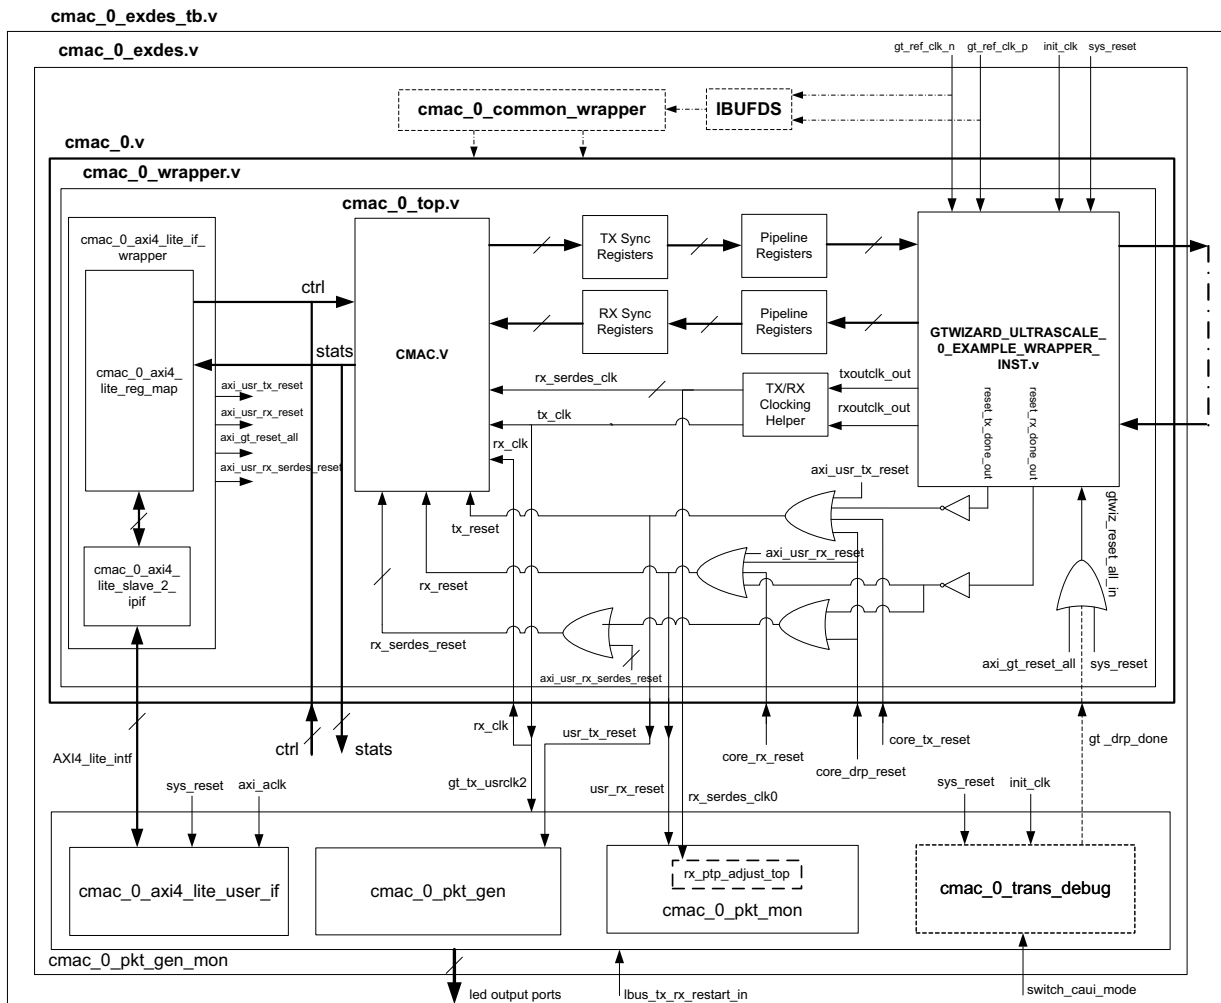 cmac_0_exdes_tb.v
cmac_0_exdes.v
gt_ref_clk_n
gt_ref_clk_p
init_clk
sys_reset
cmac_0_common_wrapper
IBUFDS
cmac_0.v
cmac_0_wrapper.v
cmac_0_top.v
cmac_0_axi4_lite_if_
wrapper
TX Sync
Registers
Pipeline
Registers
ctrl
RX Sync
Registers
Pipeline
Registers
GTWIZARD_ULTRASCALE_
0_EXAMPLE_WRAPPER_
INST.v
stats
CMAC.V
cmac_0_axi4_
lite_reg_map
axi_usr_tx_reset
axi_usr_rx_reset
axi_gt_reset_all
axi_usr_rx_serdes_reset
rx_serdes_clk
tx_clk
rx_clk
TX/RX
Clocking
Helper
txoutclk_out
rxoutclk_out
reset_tx_done_out
reset_rx_done_out
axi_usr_tx_reset
gtwiz_reset_all_in
tx_reset
axi_usr_rx_reset
cmac_0_axi4_
lite_slave_2_
ipif
rx_reset
rx_serdes_reset
axi_usr_rx_serdes_reset
axi_gt_reset_all
sys_reset
AXI4_lite_intf
ctrl
stats
rx_clk
usr_tx_reset
core_rx_reset
core_tx_reset
core_drp_reset
gt _drp_done
sys_reset
axi_aclk
gt_tx_usrclk2
usr_rx_reset
rx_serdes_clk0
sys_reset
init_clk
cmac_0_axi4_lite_user_if
cmac_0_pkt_gen
rx_ptp_adjust_top
cmac_0_pkt_mon
cmac_0_trans_debug
cmac_0_pkt_gen_mon
led output ports
lbus_tx_rx_restart_in
switch_caui_mode